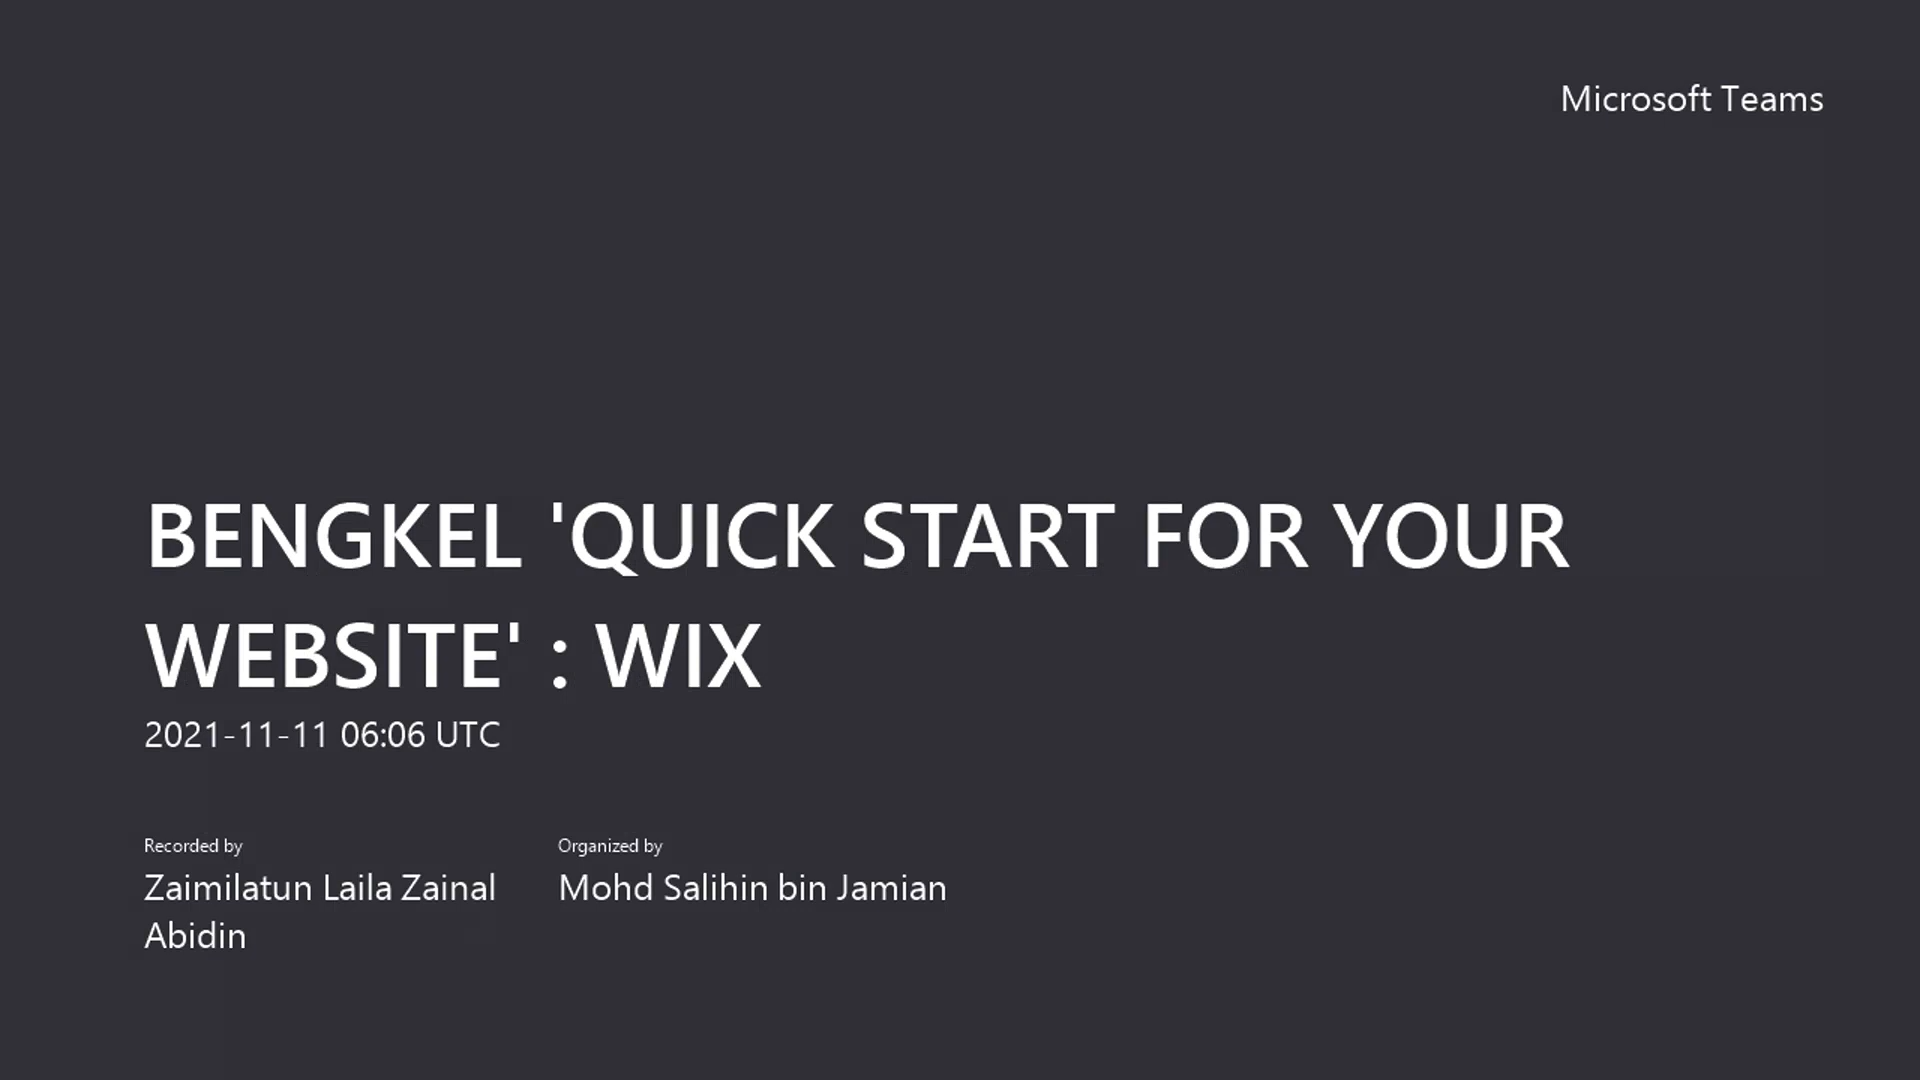 Microsoft Teams
BENGKEL 'QUICK START FOR YOUR
WEBSITE' : WIX
2021-11-11 06:06 UTC
Recorded by
Zaimilatun Laila Zainal
Abidin
Organized by
Mohd Salihin bin Jamian